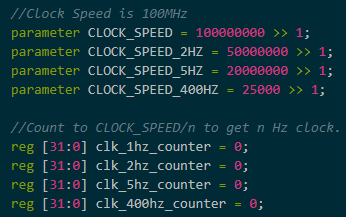 //Clock Speed is 100MHz
parameter CLOCK_SPEED = 100000000 >> 1;
parameter CLOCK_SPEED_2HZ = 50000000 >> 1;
parameter CLOCK_SPEED_5HZ = 20000000 >> 1;
parameter CLOCK_SPEED_400HZ = 25000 >> 1;

//Count to CLOCK_SPEED/n to get n Hz clock.
reg [31:0] clk_1hz_counter = 0;
reg [31:0] clk_2hz_counter = 0;
reg [31:0] clk_5hz_counter = 0;
reg [31:0] clk_400hz_counter = 0;